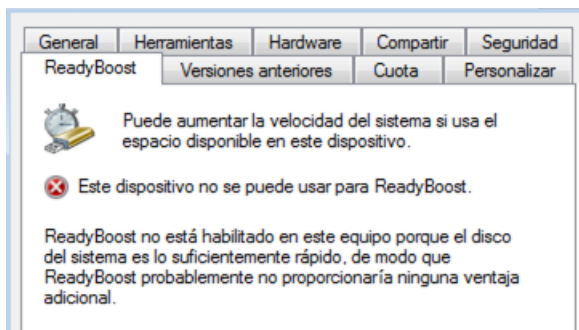 General Herramientas Hardware Compartir Seguridad
ReadyBoost Versiones anteriores Cuota Personalizar
Puede aumentar la velocidad del sistema si usa el
espacio disponible en este dispositivo.
Este dispositivo no se puede usar para ReadyBoost.
ReadyBoost no está habilitado en este equipo porque el disco
del sistema es lo suficientemente rápido, de modo que
ReadyBoost probablemente no proporcionaría ninguna ventaja
adicional.